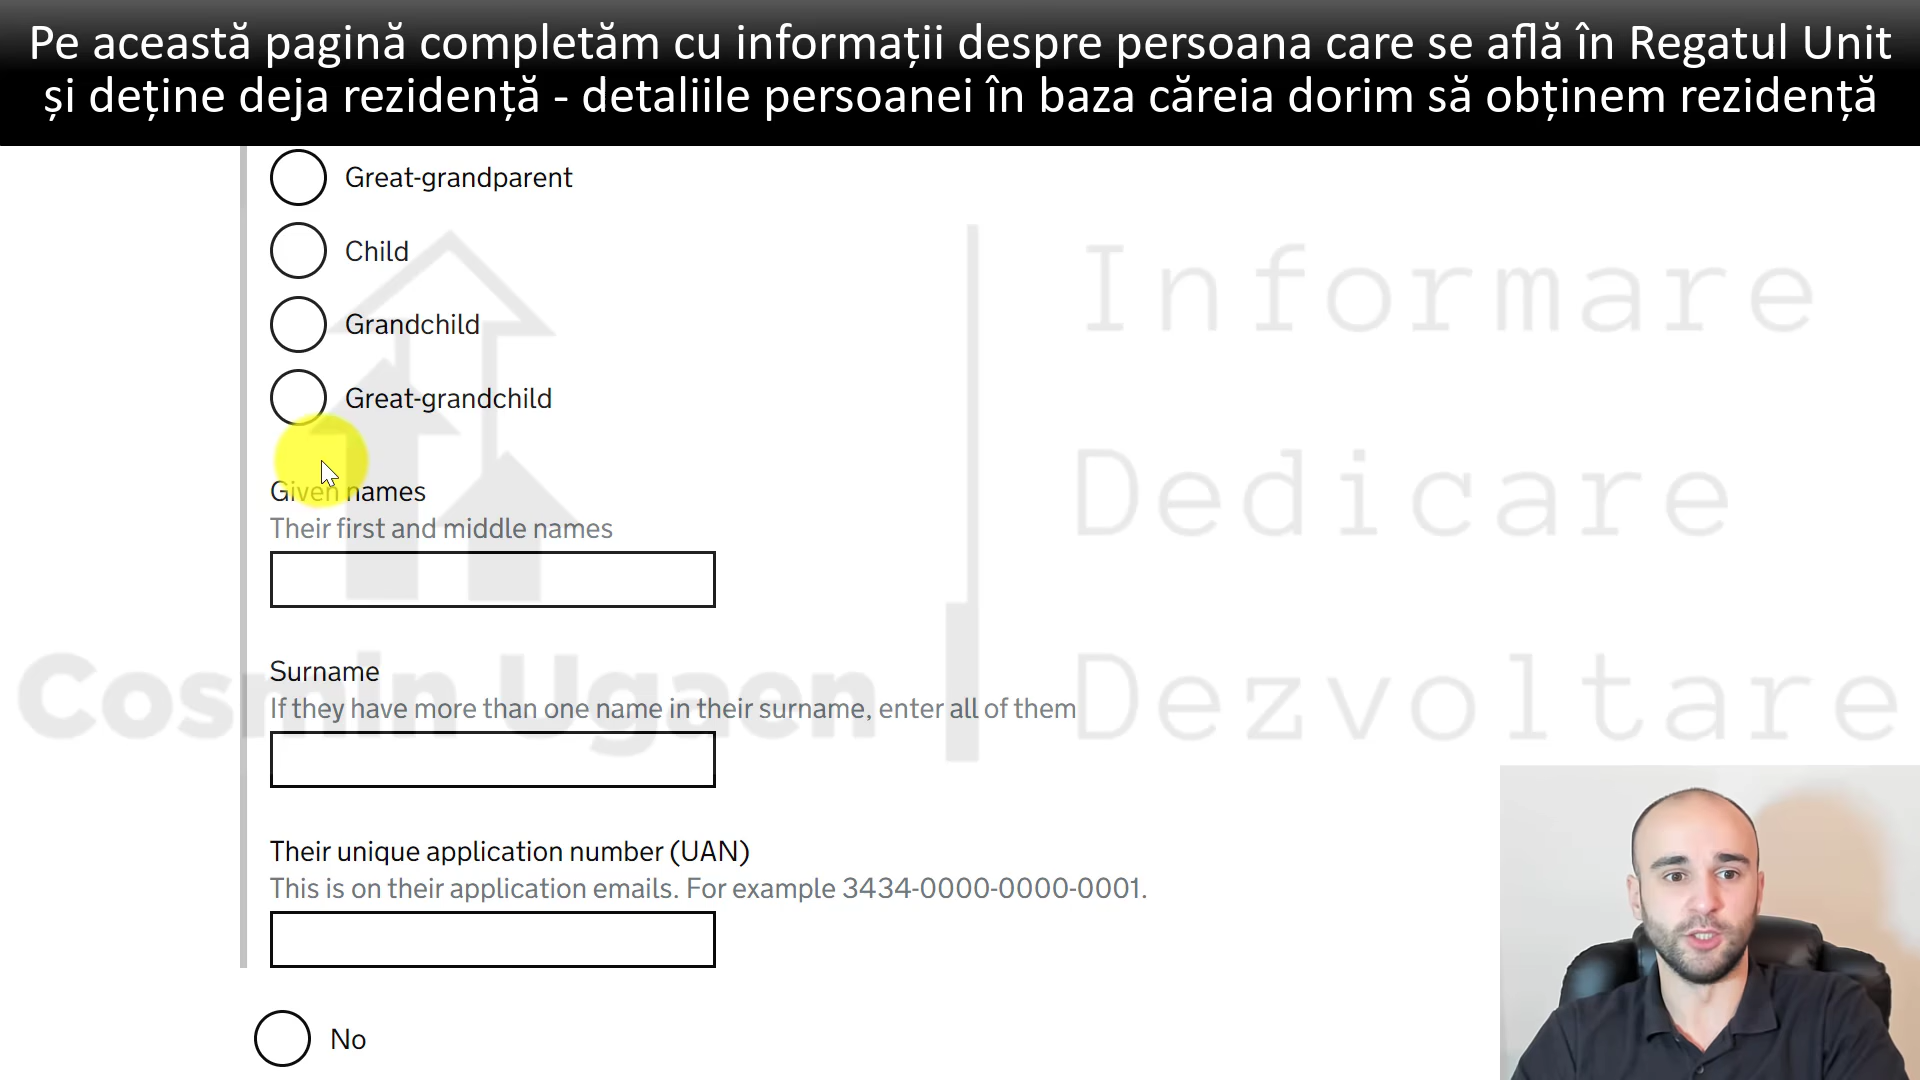 Pe această pagină completăm cu informații despre persoana care se află în Regatul Unit
și deține deja rezidență - detaliile persoanei în baza căreia dorim să obținem rezidență
Great-grandparent
Child
Grandchild
Great-grandchild
Given names
Their first and middle names
Surname
If they have more than one name in their surname, enter all of them
Their unique application number (UAN)
This is on their application emails. For example 3434-0000-0000-0001.
No
Cosmin Ugaen
Informare
Dedicare
Dezvoltare